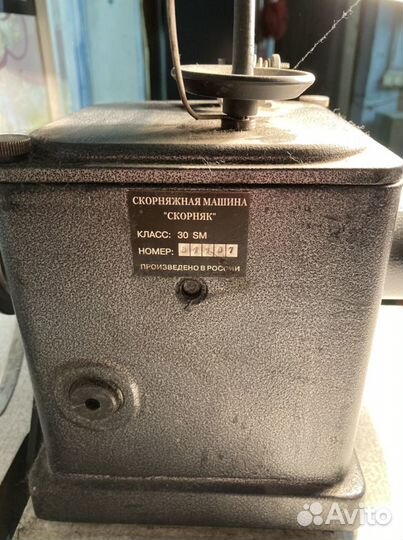 СКОРНЯЖНАЯ МАШИНА
"СКОРНЯК"
КЛАСС: 30 SM
НОМЕР:
ПРОИЗВЕДЕНО В РОССИИ
Avito